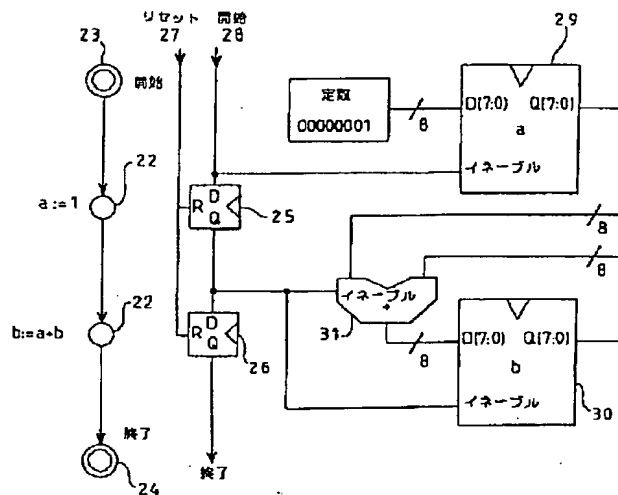 リセット 開始
23 27 28 29
開始
定数
00000001
8
D[7:0] Q[7:0]
a
イネーブル
22
a:=1
R D Q
25
8
8
イネーブル
+
31
22
b:=a+b
R D Q
26
8
D[7:0] Q[7:0]
b
イネーブル
30
終了
24
終了